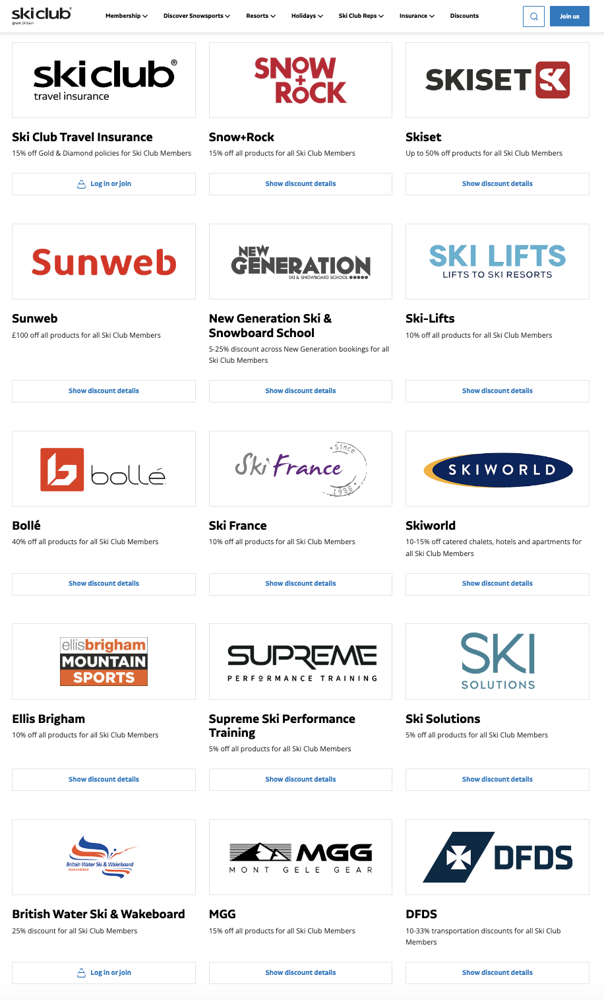 skiclub®
great britain
Membership
Discover Snowsports
Resorts
Holidays
Ski Club Reps
Insurance
Discounts
Join us
skiclub®
travel insurance
SNOW
+
ROCK
SKISET
Ski Club Travel Insurance
Snow+Rock
Skiset
15% off Gold & Diamond policies for Ski Club Members
15% off all products for all Ski Club Members
Up to 50% off products for all Ski Club Members
Log in or join
Show discount details
Show discount details
Sunweb
NEW
GENERATION
SKI & SNOWBOARD SCHOOL
SKI LIFTS
LIFTS TO SKI RESORTS
Sunweb
New Generation Ski &
Snowboard School
Ski-Lifts
£100 off all products for all Ski Club Members
5-25% discount across New Generation bookings for all
Ski Club Members
10% off all products for all Ski Club Members
Show discount details
Show discount details
Show discount details
bollé
Ski France
Since
1988
SKIWORLD
Bollé
Ski France
Skiworld
40% off all products for all Ski Club Members
10% off all products for all Ski Club Members
10-15% off catered chalets, hotels and apartments for
all Ski Club Members
Show discount details
Show discount details
Show discount details
ellisbrigham
MOUNTAIN
SPORTS
SUPREME
PERFORMANCE TRAINING
SKI
SOLUTIONS
Ellis Brigham
Supreme Ski Performance
Training
Ski Solutions
10% off all products for all Ski Club Members
5% off all products for all Ski Club Members
5% off all products for all Ski Club Members
Show discount details
Show discount details
Show discount details
British Water Ski & Wakeboard
Accredited
MGG
MONT GELE GEAR
DFDS
British Water Ski & Wakeboard
MGG
DFDS
25% discount for all Ski Club Members
15% off all products for all Ski Club Members
10-33% transportation discounts for all Ski Club
Members
Log in or join
Show discount details
Show discount details